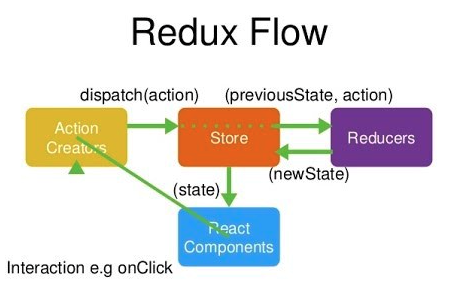 Redux Flow
dispatch(action)
(previousState, action)
Action
Creators
Store
Reducers
(state)
(newState)
React
Components
Interaction e.g onClick